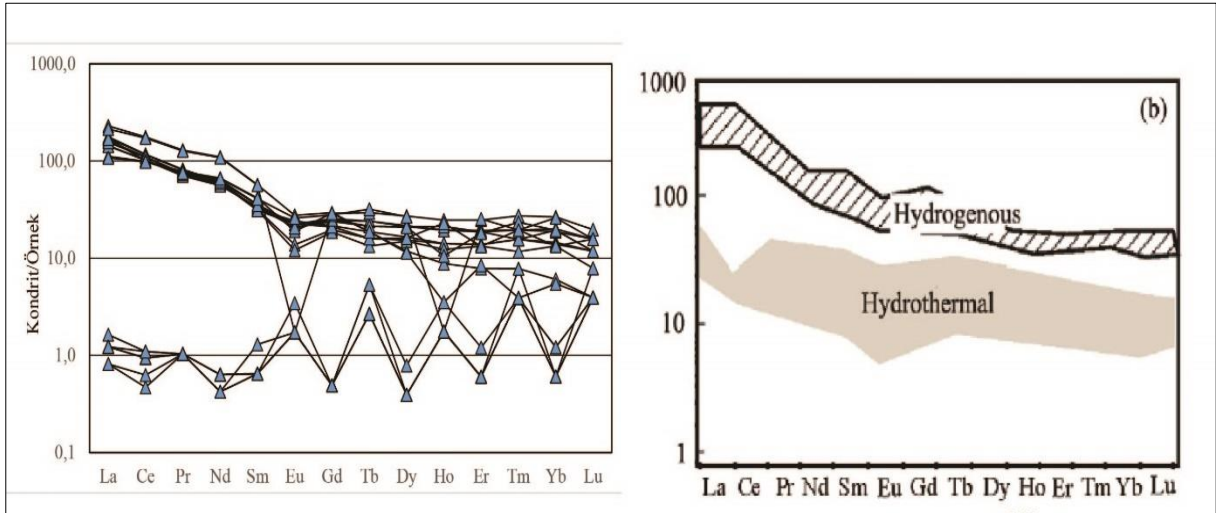 1000,0
100,0
10,0
1,0
0,1
Kondrit/Örnek
La Ce Pr Nd Sm Eu Gd Tb Dy Ho Er Tm Yb Lu
1000
100
10
1
(b)
Hydrogenous
Hydrothermal
La Ce Pr Nd Sm Eu Gd Tb Dy Ho Er Tm Yb Lu